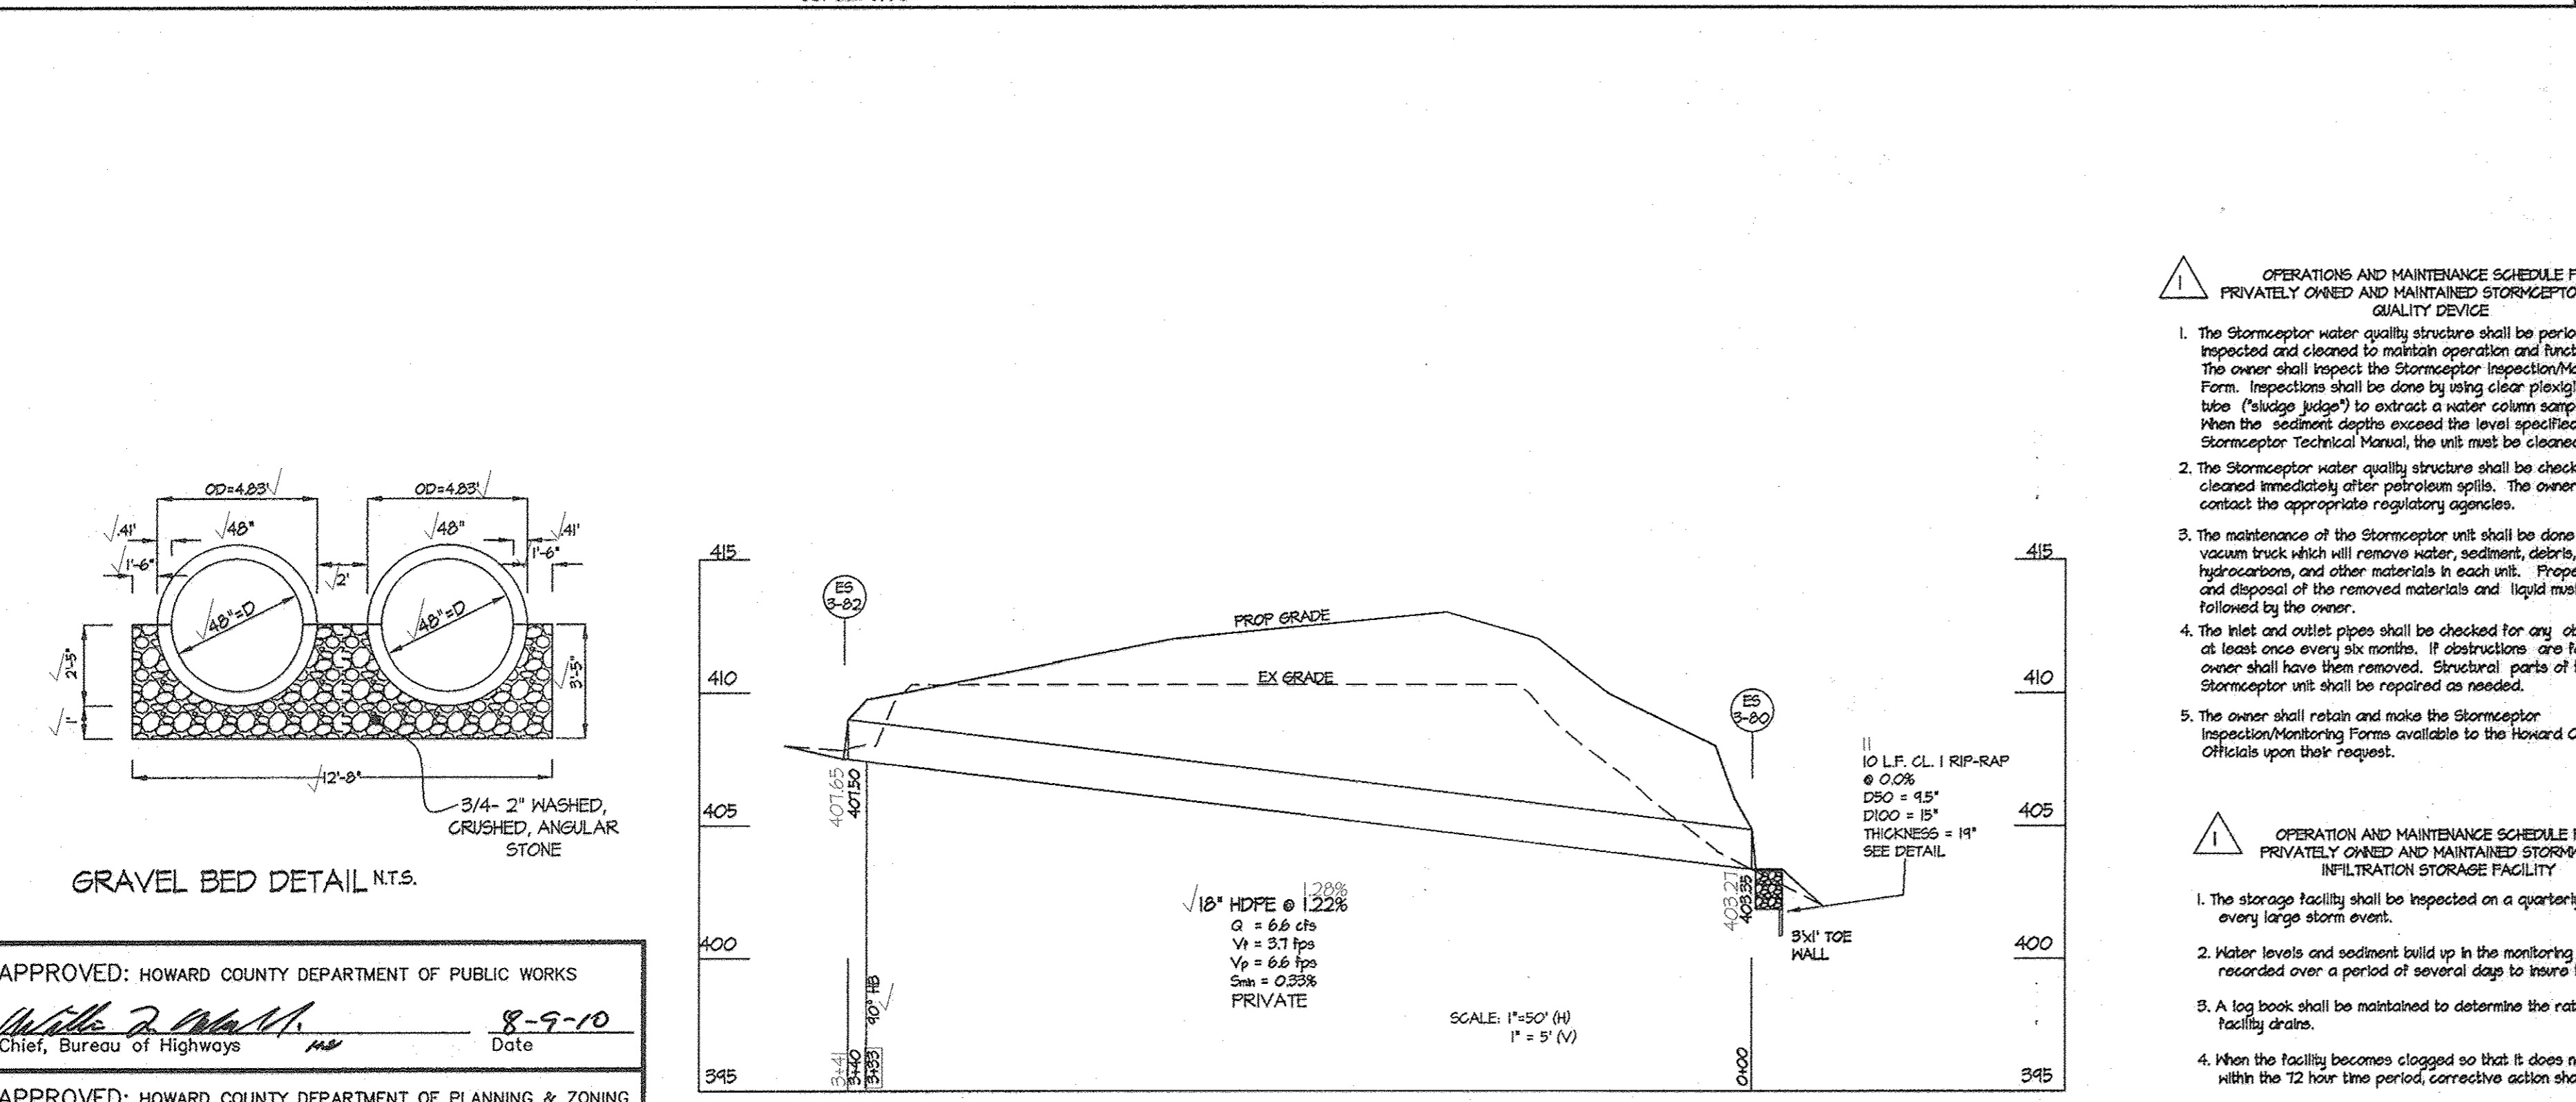 OD=4.83'
OD=4.83'
.41'
48"
48"
.41'
1'-6"
2'
1'-6"
48"=D
48"=D
2'-5"
3'-5"
1'
12'-8"
3/4- 2" WASHED,
CRUSHED, ANGULAR
STONE
GRAVEL BED DETAIL N.T.S.
APPROVED: HOWARD COUNTY DEPARTMENT OF PUBLIC WORKS
8-9-10
Chief, Bureau of Highways
Date
APPROVED: HOWARD COUNTY DEPARTMENT OF PLANNING & ZONING
415
415
410
410
405
405
400
400
395
395
ES
3-82
PROP GRADE
EX GRADE
ES
3-80
407.65
407.50
403.27
403.35
11
10 L.F. CL. 1 RIP-RAP
@ 0.0%
D50 = 9.5"
D100 = 15"
THICKNESS = 19"
SEE DETAIL
3'X1' TOE
WALL
1.28%
18" HDPE @ 1.22%
Q = 6.6 cfs
Vf = 3.7 fps
Vp = 6.6 fps
Smin = 0.33%
PRIVATE
SCALE: 1"=50' (H)
1" = 5' (V)
90° HB
3+41
3+40
3+33
0+00
1
OPERATIONS AND MAINTENANCE SCHEDULE F
PRIVATELY OWNED AND MAINTAINED STORMCEPTO
QUALITY DEVICE
1. The Stormceptor water quality structure shall be perio
inspected and cleaned to maintain operation and funct
The owner shall inspect the Stormceptor Inspection/Mo
Form. Inspections shall be done by using clear plexigl
tube ("sludge judge") to extract a water column samp
When the sediment depths exceed the level specified
Stormceptor Technical Manual, the unit must be cleaned
2. The Stormceptor water quality structure shall be check
cleaned immediately after petroleum spills. The owner
contact the appropriate regulatory agencies.
3. The maintenance of the Stormceptor unit shall be done
vacuum truck which will remove water, sediment, debris,
hydrocarbons, and other materials in each unit. Prope
and disposal of the removed materials and liquid mus
followed by the owner.
4. The inlet and outlet pipes shall be checked for any ob
at least once every six months. If obstructions are f
owner shall have them removed. Structural parts of t
Stormceptor unit shall be repaired as needed.
5. The owner shall retain and make the Stormceptor
Inspection/Monitoring Forms available to the Howard C
Officials upon their request.
1
OPERATION AND MAINTENANCE SCHEDULE F
PRIVATELY OWNED AND MAINTAINED STORMW
INFILTRATION STORAGE FACILITY
1. The storage facility shall be inspected on a quarterl
every large storm event.
2. Water levels and sediment build up in the monitoring
recorded over a period of several days to insure
3. A log book shall be maintained to determine the rat
facility drains.
4. When the facility becomes clogged so that it does n
within the 72 hour time period, corrective action sha